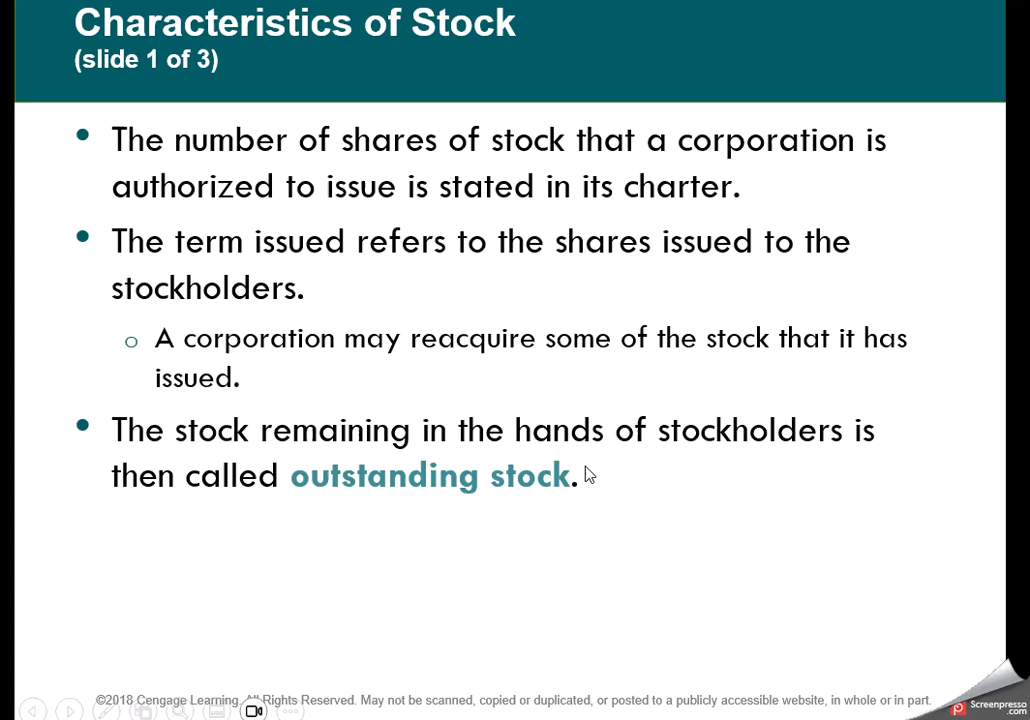 Characteristics of Stock
(slide 1 of 3)
• The number of shares of stock that a corporation is
authorized to issue is stated in its charter.
• The term issued refers to the shares issued to the
stockholders.
o A corporation may reacquire some of the stock that it has
issued.
• The stock remaining in the hands of stockholders is
then called outstanding stock.
©2018 Cengage Learning. All Rights Reserved. May not be scanned, copied or duplicated, or posted to a publicly accessible website, in whole or in part.
Screenpresso
.com